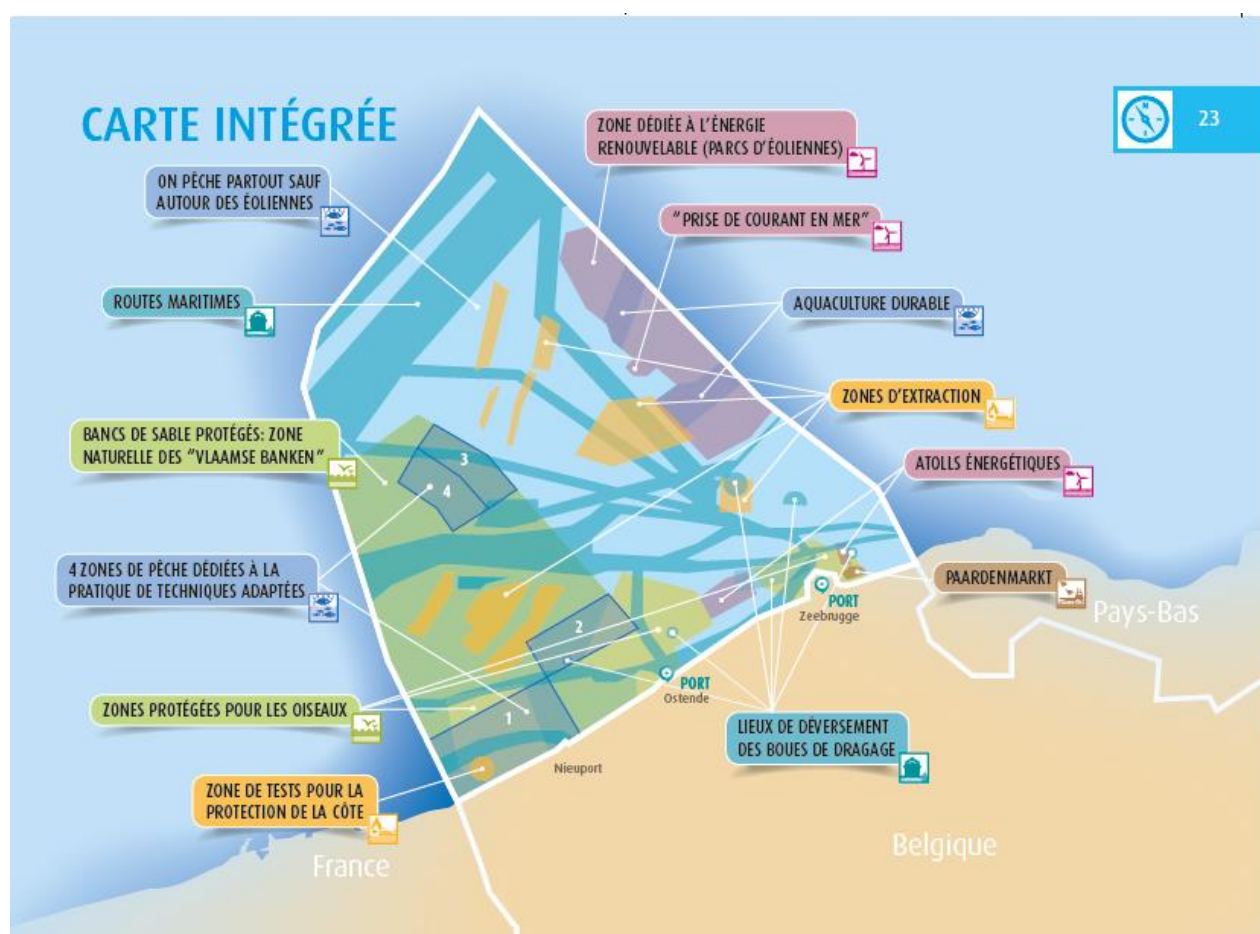 CARTE INTÉGRÉE
23
ZONE DÉDIÉE À L'ÉNERGIE
RENOUVELABLE (PARCS D'ÉOLIENNES)
ON PÊCHE PARTOUT SAUF
AUTOUR DES ÉOLIENNES
"PRISE DE COURANT EN MER"
ROUTES MARITIMES
AQUACULTURE DURABLE
ZONES D'EXTRACTION
BANCS DE SABLE PROTÉGÉS: ZONE
NATURELLE DES "VLAAMSE BANKEN"
3
4
ATOLLS ÉNERGÉTIQUES
4 ZONES DE PÊCHE DÉDIÉES À LA
PRATIQUE DE TECHNIQUES ADAPTÉES
PAARDENMARKT
PORT
Zeebrugge
Pays-Bas
2
PORT
Ostende
ZONES PROTÉGÉES POUR LES OISEAUX
1
LIEUX DE DÉVERSEMENT
DES BOUES DE DRAGAGE
Nieuport
ZONE DE TESTS POUR LA
PROTECTION DE LA CÔTE
Belgique
France